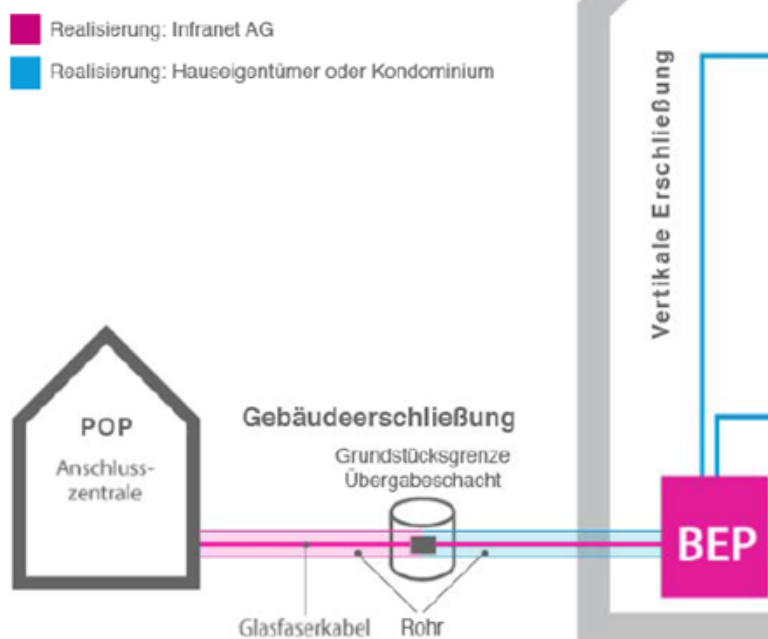 Realisierung: Infranet AG
Realisierung: Hauseigentümer oder Kondominium
Vertikale Erschließung
POP
Anschluss-
zentrale
Gebäudeerschließung
Grundstücksgrenze
Übergabeschacht
BEP
Glasfaserkabel
Rohr